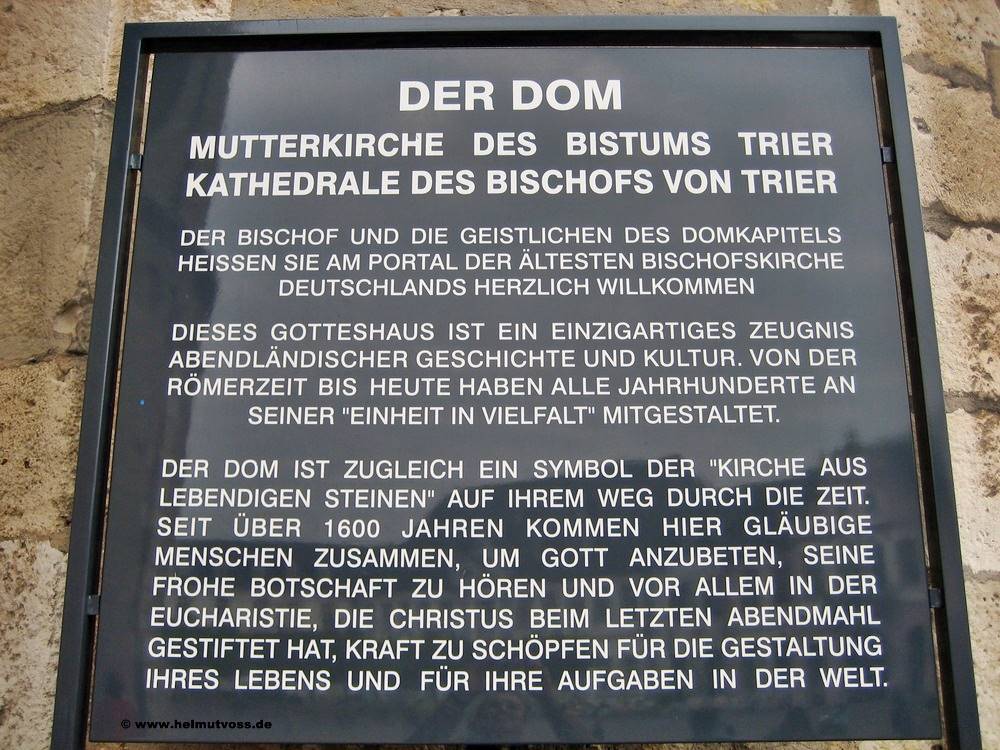 DER DOM
MUTTERKIRCHE DES BISTUMS TRIER
KATHEDRALE DES BISCHOFS VON TRIER
DER BISCHOF UND DIE GEISTLICHEN DES DOMKAPITELS
HEISSEN SIE AM PORTAL DER ÄLTESTEN BISCHOFSKIRCHE
DEUTSCHLANDS HERZLICH WILLKOMMEN
DIESES GOTTESHAUS IST EIN EINZIGARTIGES ZEUGNIS
ABENDLÄNDISCHER GESCHICHTE UND KULTUR. VON DER
RÖMERZEIT BIS HEUTE HABEN ALLE JAHRHUNDERTE AN
SEINER "EINHEIT IN VIELFALT" MITGESTALTET.
DER DOM IST ZUGLEICH EIN SYMBOL DER "KIRCHE AUS
LEBENDIGEN STEINEN" AUF IHREM WEG DURCH DIE ZEIT.
SEIT ÜBER 1600 JAHREN KOMMEN HIER GLÄUBIGE
MENSCHEN ZUSAMMEN, UM GOTT ANZUBETEN, SEINE
FROHE BOTSCHAFT ZU HÖREN UND VOR ALLEM IN DER
EUCHARISTIE, DIE CHRISTUS BEIM LETZTEN ABENDMAHL
GESTIFTET HAT, KRAFT ZU SCHÖPFEN FÜR DIE GESTALTUNG
IHRES LEBENS UND FÜR IHRE AUFGABEN IN DER WELT.
© www.helmutvoss.de